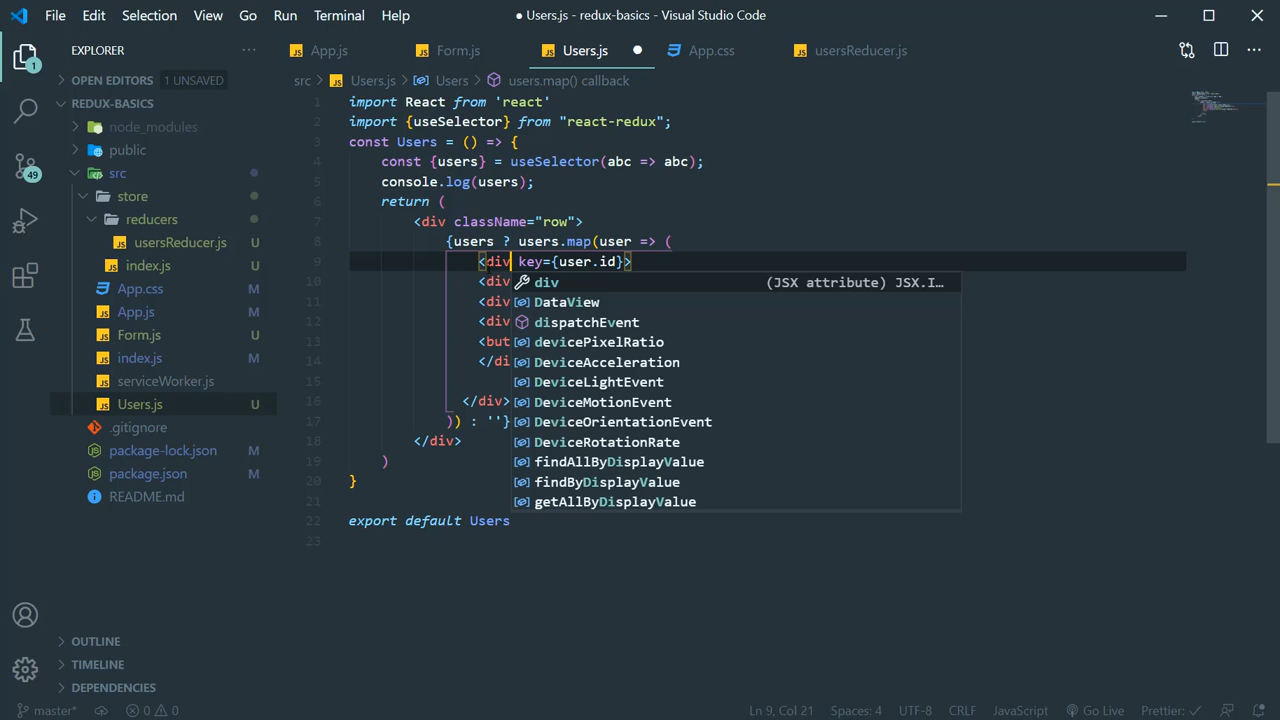 File Edit Selection View Go Run Terminal Help ● Users.js - redux-basics - Visual Studio Code
EXPLORER ···
App.js Form.js Users.js ● App.css usersReducer.js
OPEN EDITORS 1 UNSAVED
src > Users.js > Users > users.map() callback
REDUX-BASICS
node_modules
public
src
store
reducers
usersReducer.js U
index.js U
App.css M
App.js M
Form.js U
index.js M
serviceWorker.js
Users.js U
.gitignore
package-lock.json M
package.json M
README.md
OUTLINE
TIMELINE
DEPENDENCIES
1
49
1 import React from 'react'
2 import {useSelector} from "react-redux";
3 const Users = () => {
4 const {users} = useSelector(abc => abc);
5 console.log(users);
6 return (
7 <div className="row">
8 {users ? users.map(user => (
9 <div key={user.id}>
10 <div
11 <div
12 <div
13 <but
14 </di
15
16 </div>
17 )) : ''}
18 </div>
19 )
20 }
21
22 export default Users
23
div (JSX attribute) JSX.I...
DataView
dispatchEvent
devicePixelRatio
DeviceAcceleration
DeviceLightEvent
DeviceMotionEvent
DeviceOrientationEvent
DeviceRotationRate
findAllByDisplayValue
findByDisplayValue
getAllByDisplayValue
master* 0 0 Ln 9, Col 21 Spaces: 4 UTF-8 CRLF JavaScript Go Live Prettier: ✓